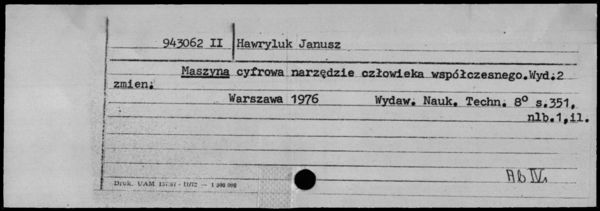 943062 II Hawryluk Janusz
Maszyna cyfrowa narzędzie człowieka współczesnego.Wyd.2
zmien.
Warszawa 1976 Wydaw. Nauk. Techn. 8° s.351,
nlb.1,il.
Ab IV.
Druk. UAM